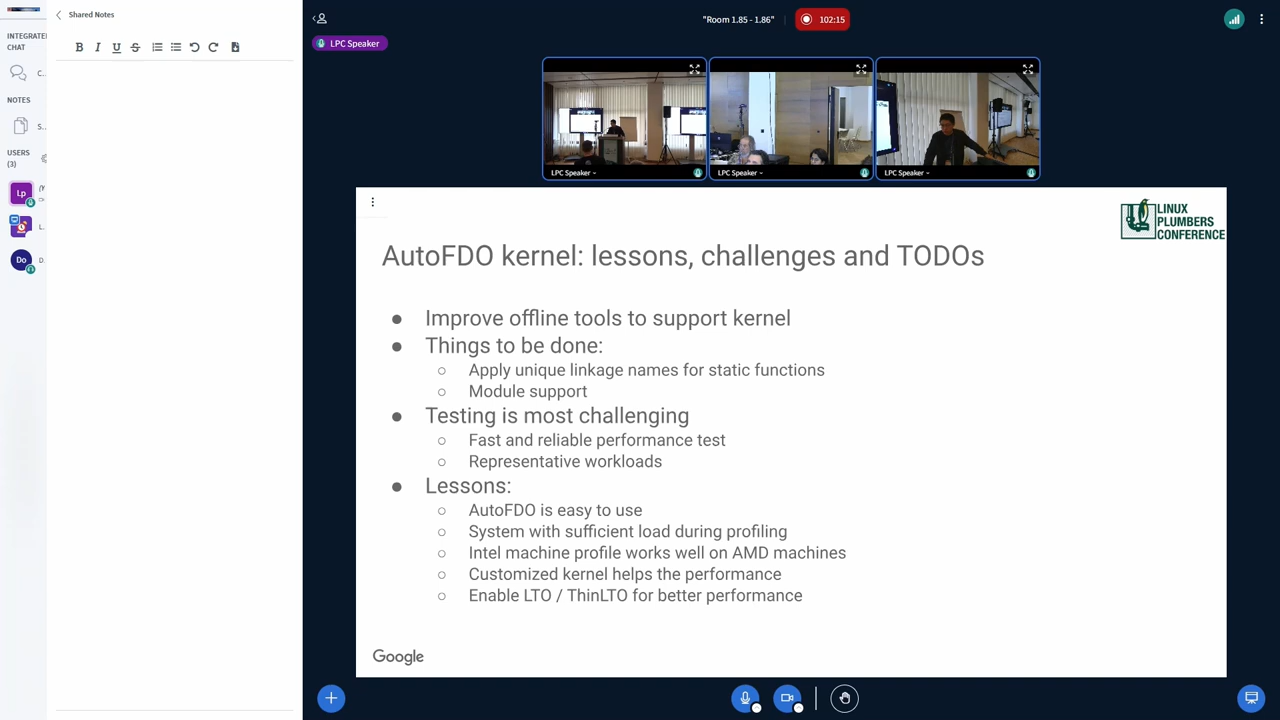 Shared Notes
INTEGRATE
CHAT
C...
NOTES
S...
USERS
(3)
Lp
L...
Do
D...
"Room 1.85 - 1.86"
102:15
LPC Speaker
LPC Speaker
LPC Speaker
LPC Speaker
LINUX
PLUMBERS
CONFERENCE
AutoFDO kernel: lessons, challenges and TODOs
● Improve offline tools to support kernel
● Things to be done:
○ Apply unique linkage names for static functions
○ Module support
● Testing is most challenging
○ Fast and reliable performance test
○ Representative workloads
● Lessons:
○ AutoFDO is easy to use
○ System with sufficient load during profiling
○ Intel machine profile works well on AMD machines
○ Customized kernel helps the performance
○ Enable LTO / ThinLTO for better performance
Google